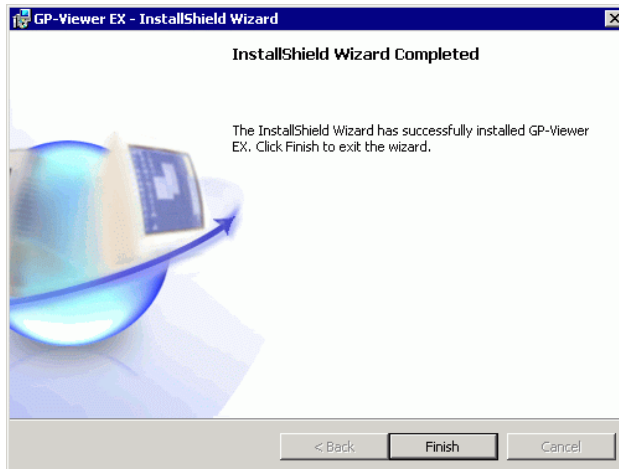 GP-Viewer EX - InstallShield Wizard
InstallShield Wizard Completed
The InstallShield Wizard has successfully installed GP-Viewer
EX. Click Finish to exit the wizard.
< Back
Finish
Cancel